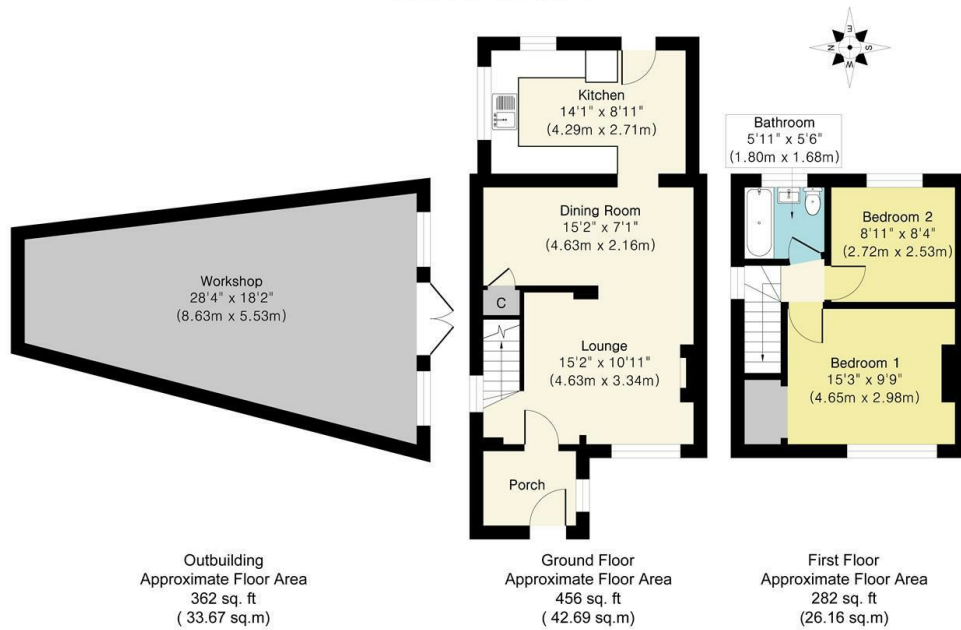 E
N
S
W
Kitchen
14'1" x 8'11"
(4.29m x 2.71m)
Bathroom
5'11" x 5'6"
(1.80m x 1.68m)
Dining Room
15'2" x 7'1"
(4.63m x 2.16m)
Bedroom 2
8'11" x 8'4"
(2.72m x 2.53m)
Workshop
28'4" x 18'2"
(8.63m x 5.53m)
C
Lounge
15'2" x 10'11"
(4.63m x 3.34m)
Bedroom 1
15'3" x 9'9"
(4.65m x 2.98m)
Porch
Outbuilding
Approximate Floor Area
362 sq. ft
( 33.67 sq.m)
Ground Floor
Approximate Floor Area
456 sq. ft
( 42.69 sq.m)
First Floor
Approximate Floor Area
282 sq. ft
(26.16 sq.m)